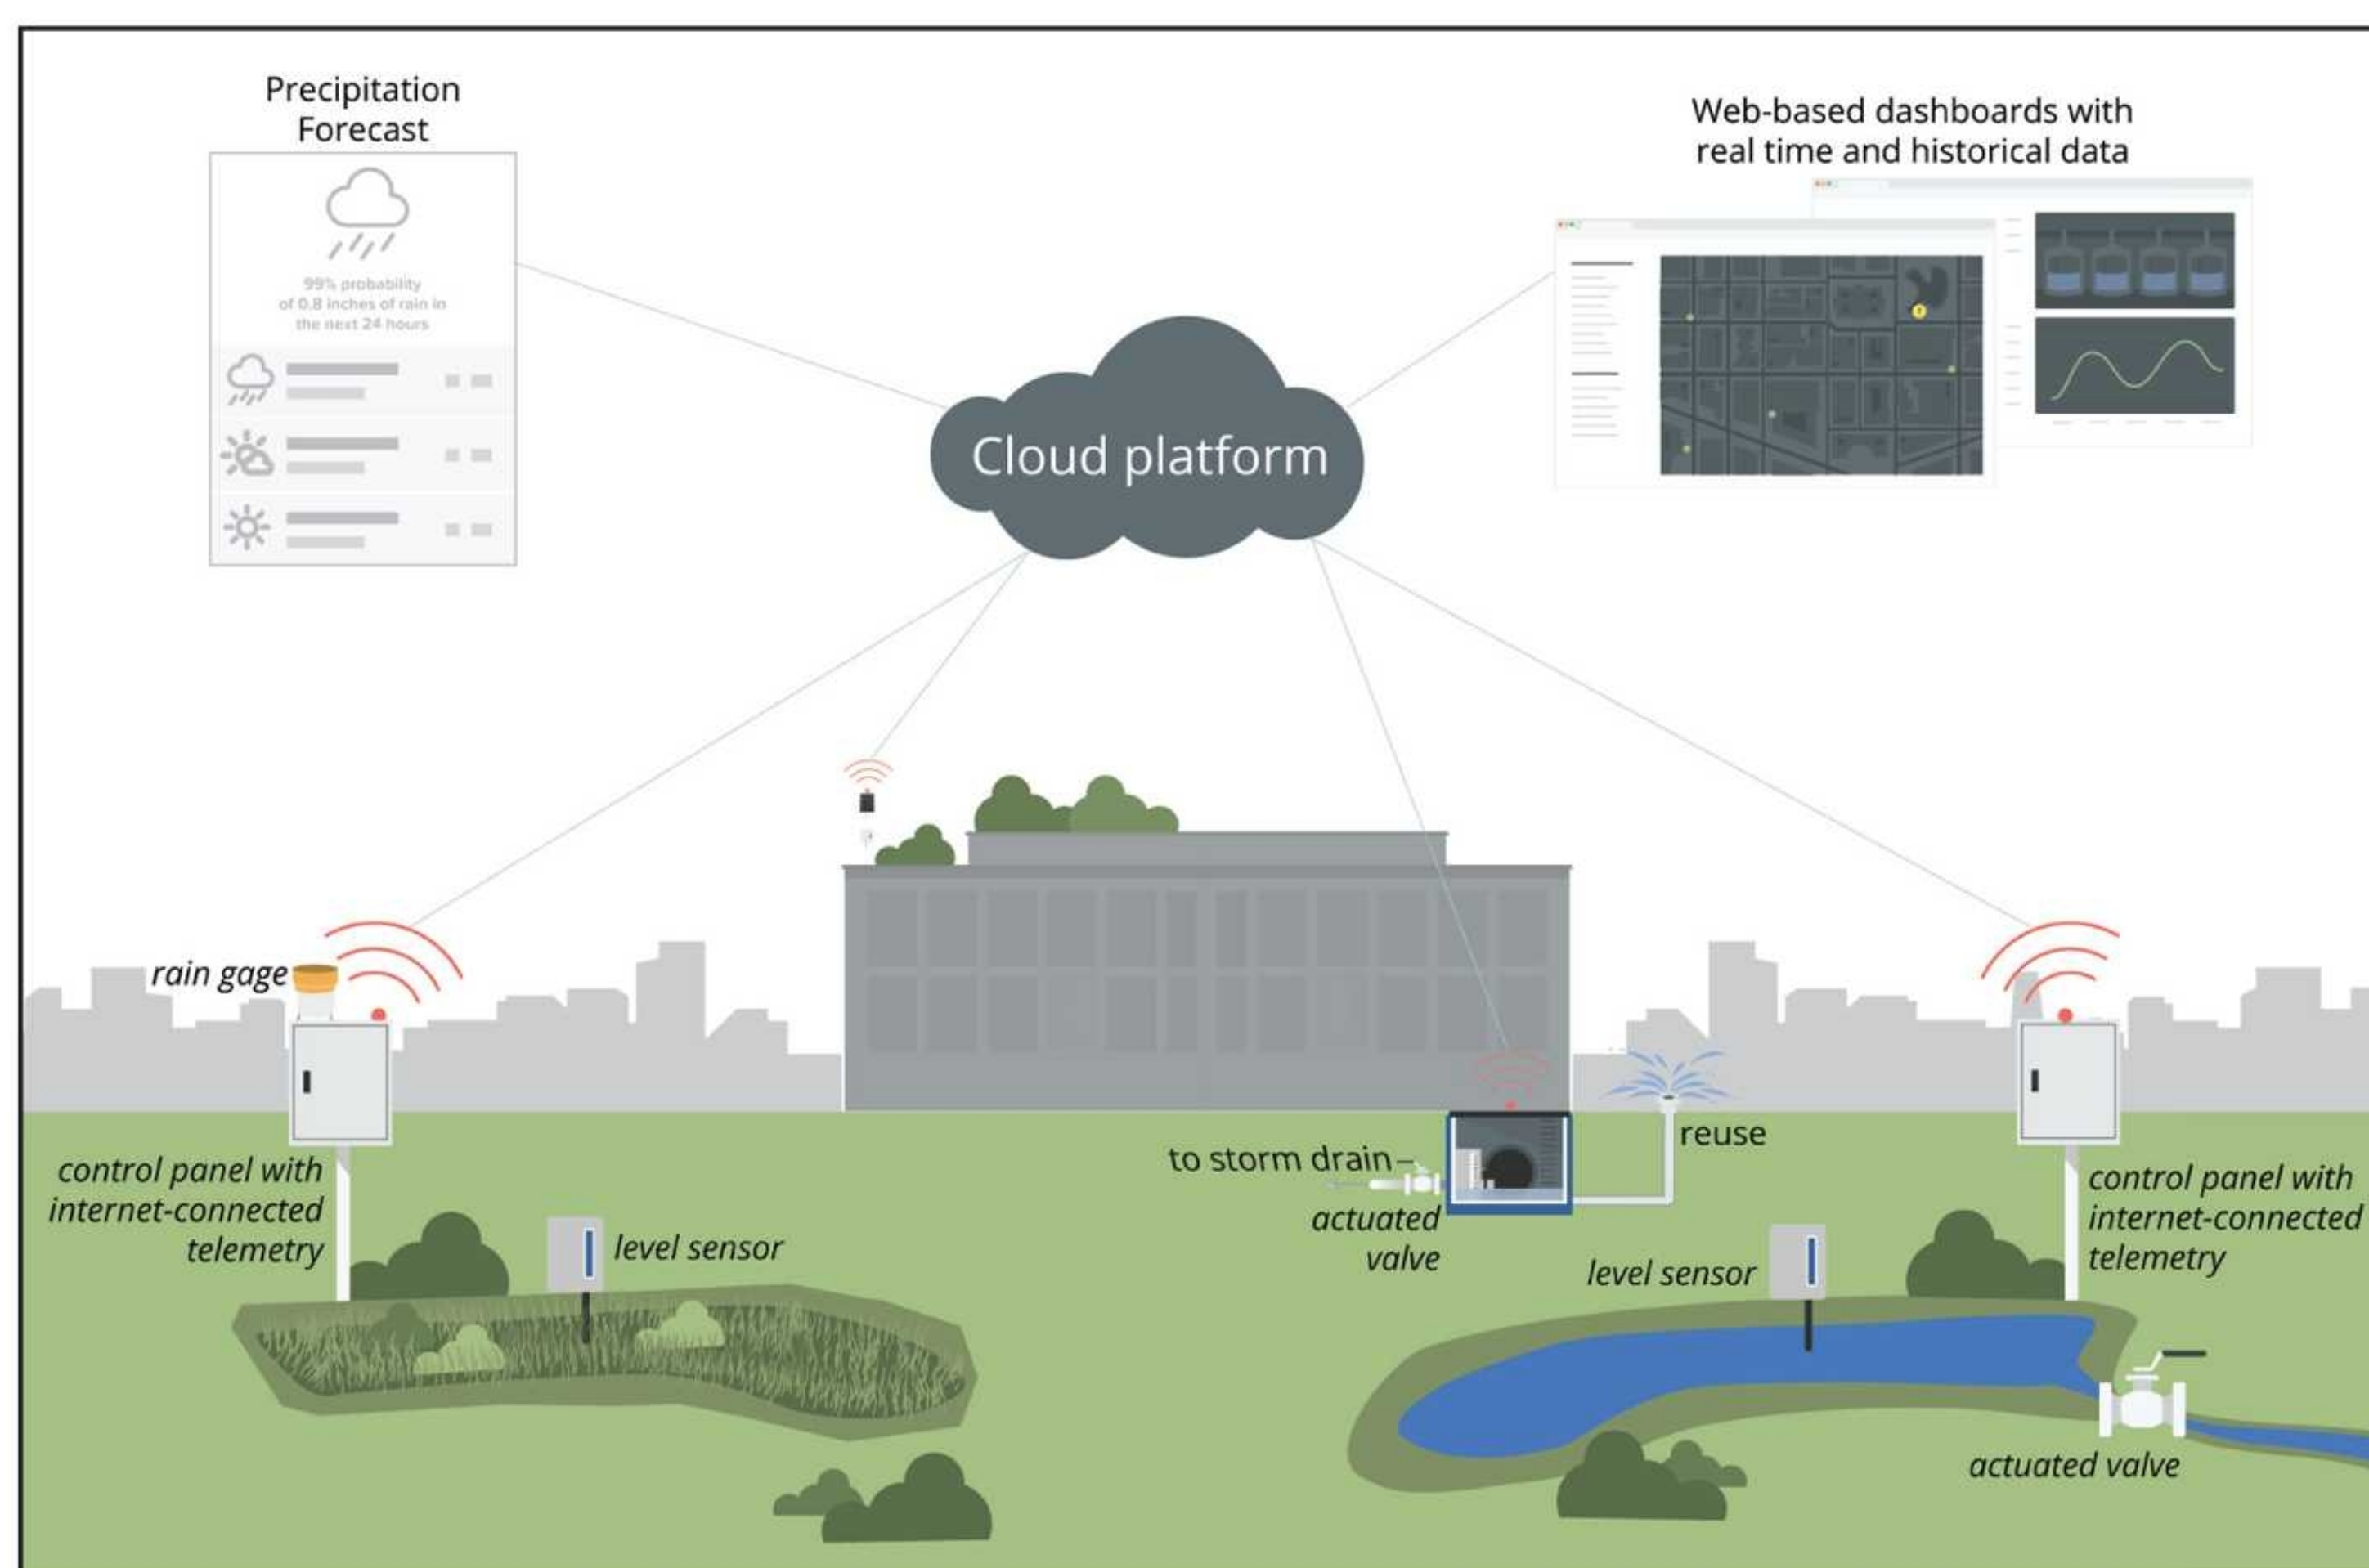 Precipitation
Forecast
99% probability
of 0.8 inches of rain in
the next 24 hours
Web-based dashboards with
real time and historical data
Cloud platform
rain gage
control panel with
internet-connected
telemetry
level sensor
to storm drain
actuated
valve
reuse
level sensor
control panel with
internet-connected
telemetry
actuated valve